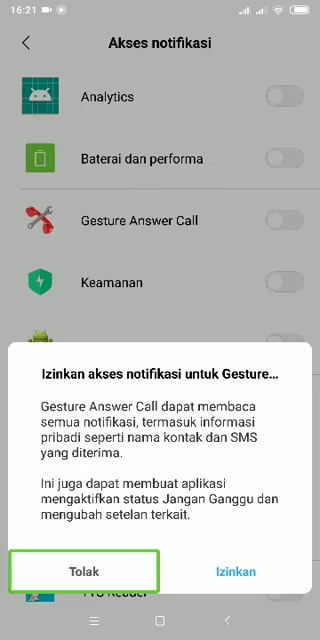 16:21
Akses notifikasi
Analytics
Baterai dan performa
Gesture Answer Call
Keamanan
Izinkan akses notifikasi untuk Gesture...
Gesture Answer Call dapat membaca
semua notifikasi, termasuk informasi
pribadi seperti nama kontak dan SMS
yang diterima.
Ini juga dapat membuat aplikasi
mengaktifkan status Jangan Ganggu dan
mengubah setelan terkait.
Tolak
Izinkan
Reader